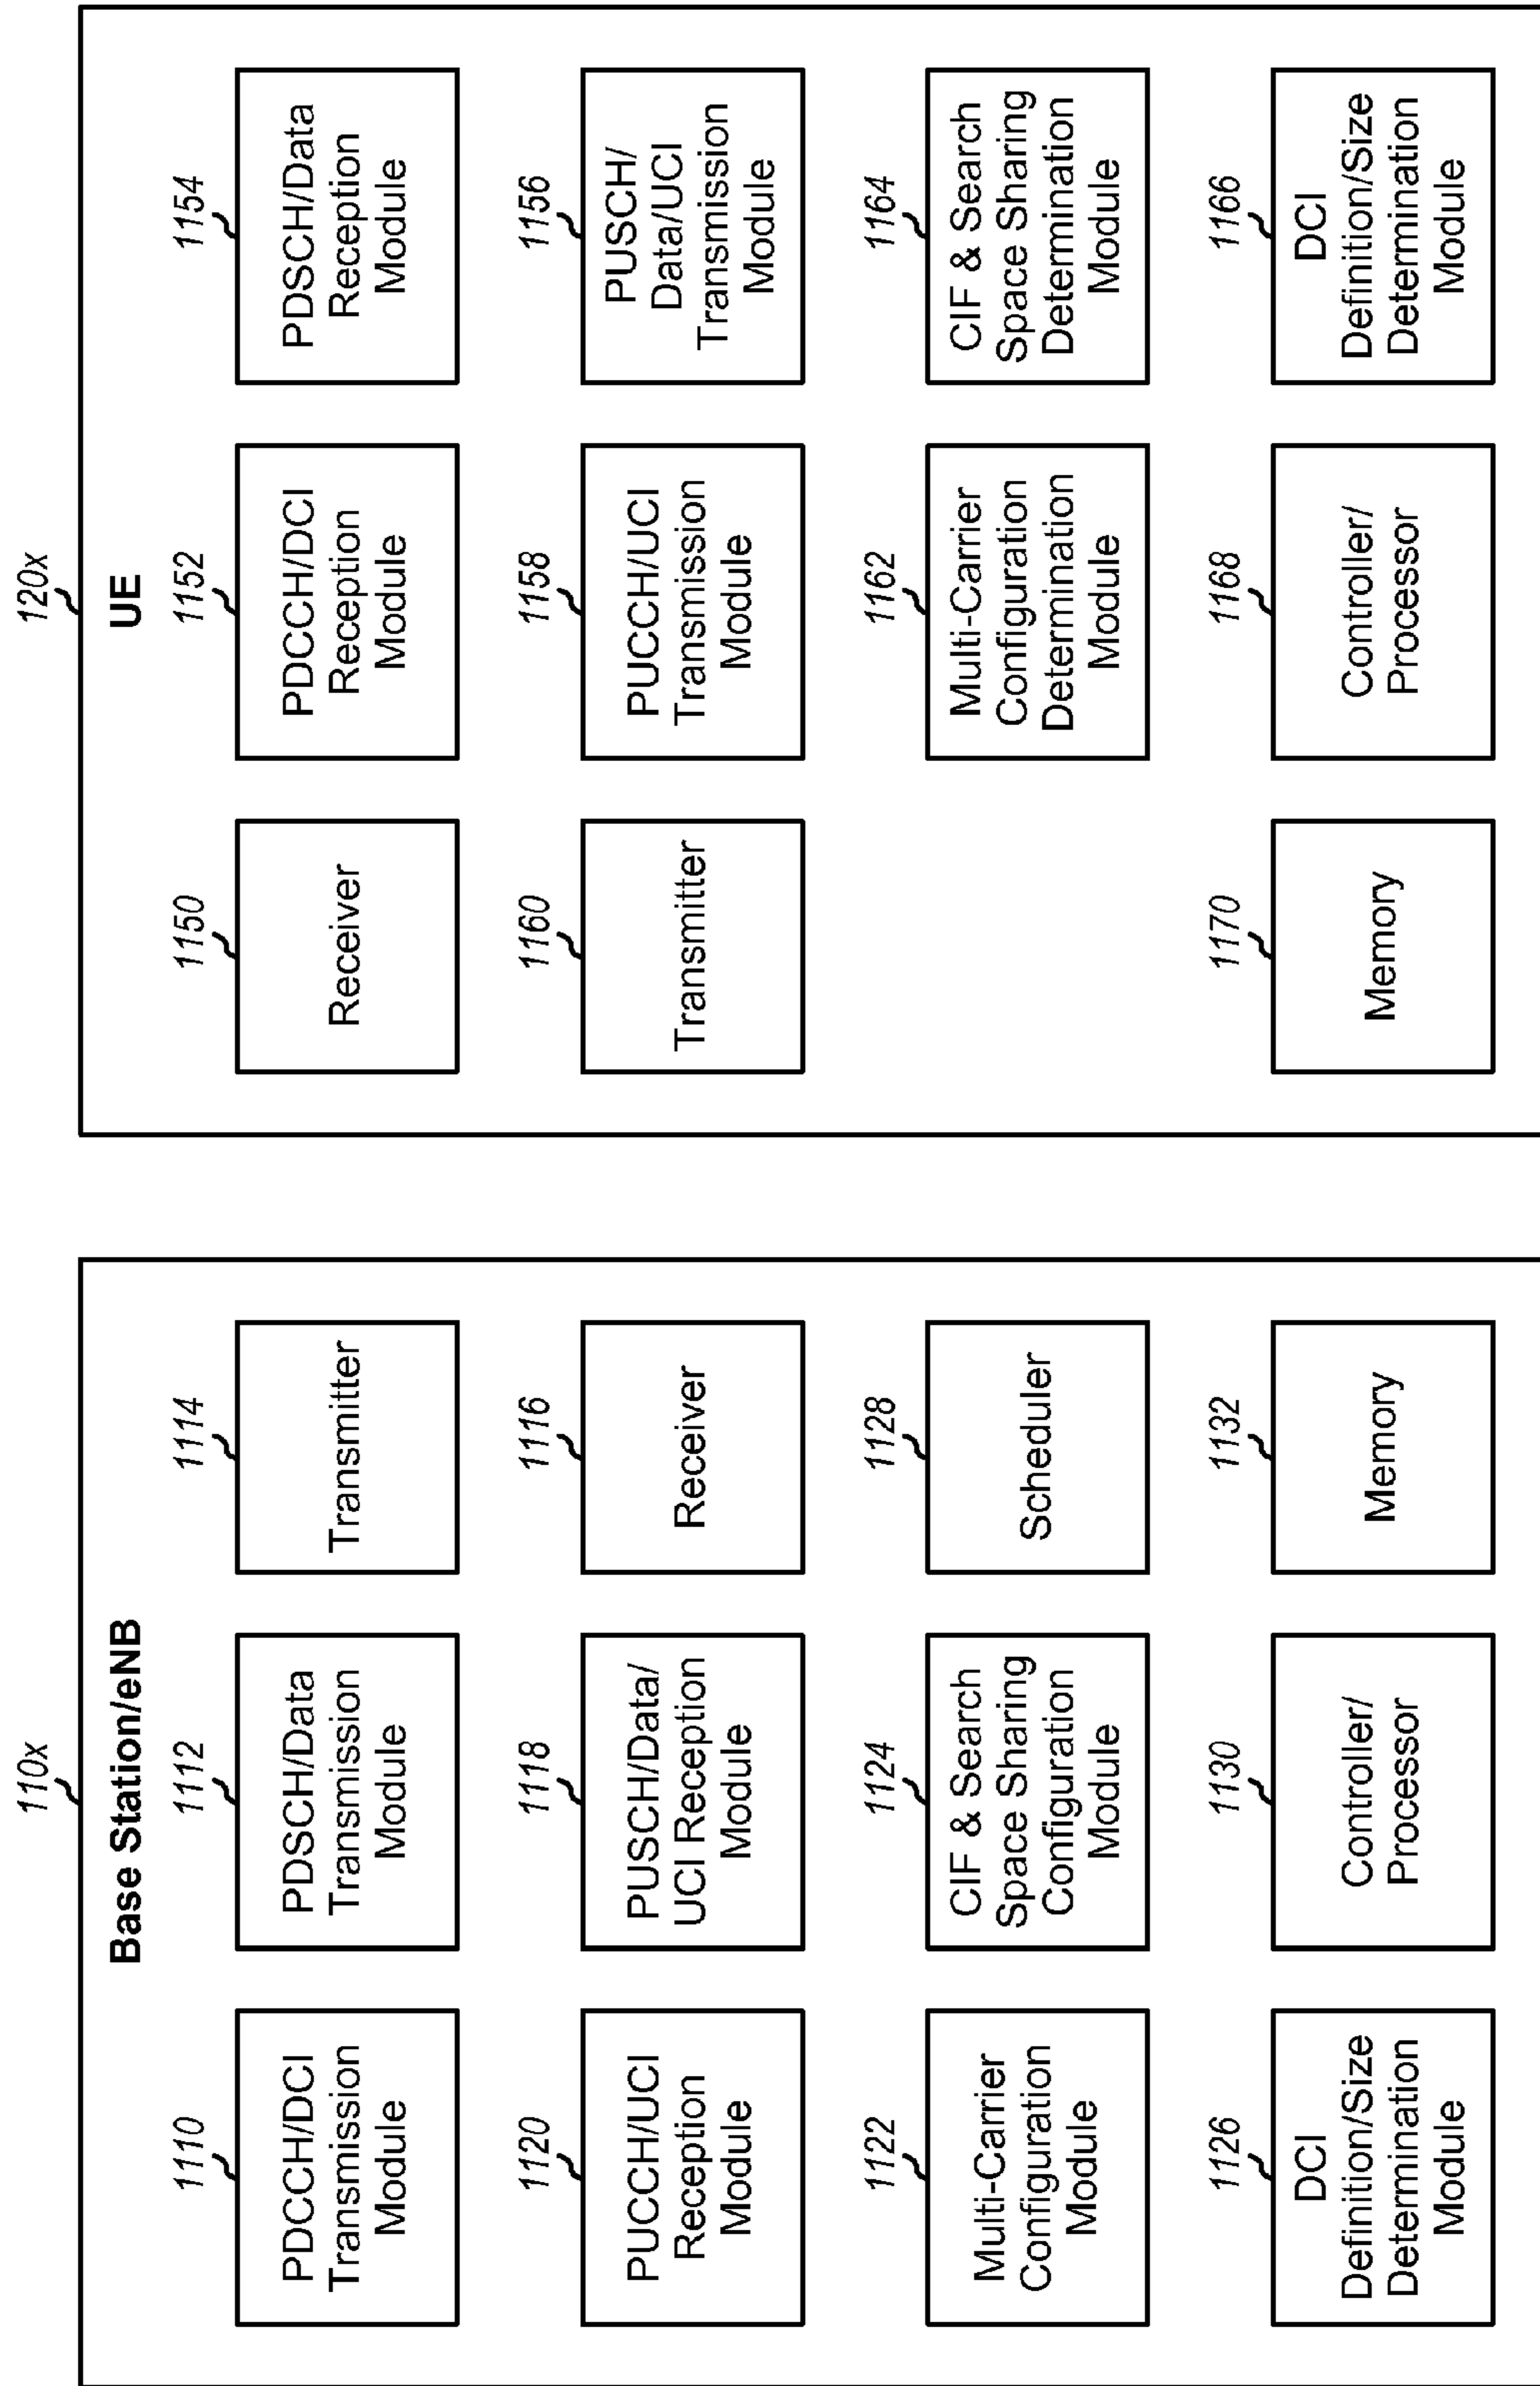 110x
Base Station/eNB
1110
PDCCH/DCI
Transmission
Module
1112
PDSCH/Data
Transmission
Module
1114
Transmitter
1120
PUCCH/UCI
Reception
Module
1118
PUSCH/Data/
UCI Reception
Module
1116
Receiver
1122
Multi-Carrier
Configuration
Module
1124
CIF & Search
Space Sharing
Configuration
Module
1128
Scheduler
1126
DCI
Definition/Size
Determination
Module
1130
Controller/
Processor
1132
Memory
120x
UE
1150
Receiver
1152
PDCCH/DCI
Reception
Module
1154
PDSCH/Data
Reception
Module
1160
Transmitter
1158
PUCCH/UCI
Transmission
Module
1156
PUSCH/
Data/UCI
Transmission
Module
1162
Multi-Carrier
Configuration
Determination
Module
1164
CIF & Search
Space Sharing
Determination
Module
1170
Memory
1168
Controller/
Processor
1166
DCI
Definition/Size
Determination
Module